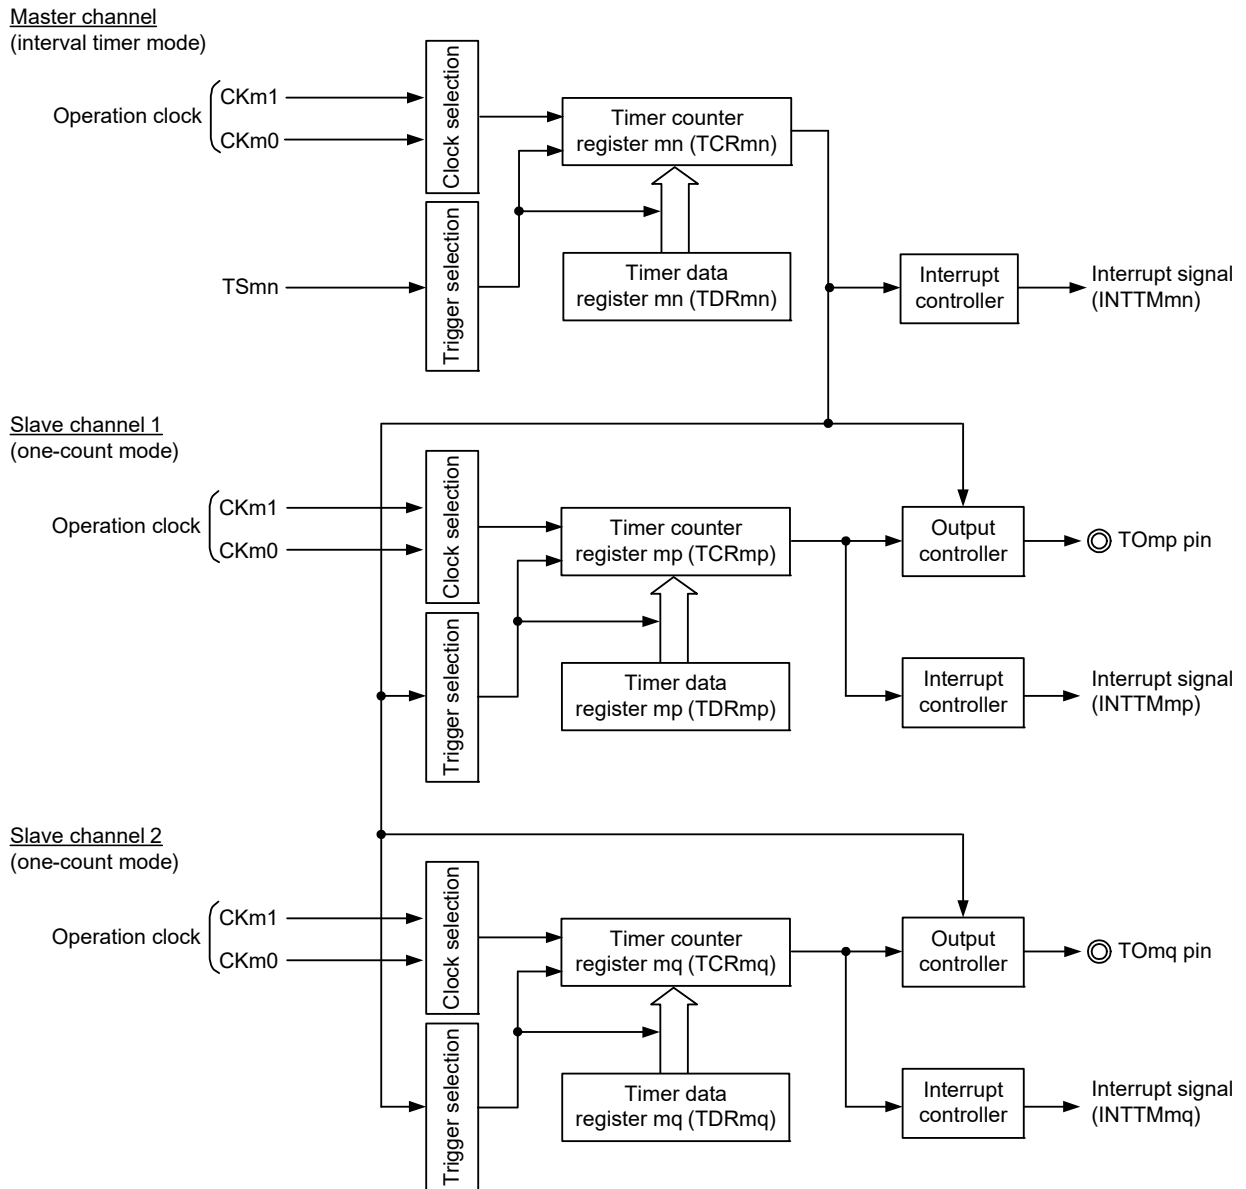 Master channel
(interval timer mode)
Operation clock
CKm1
CKm0
Clock selection
Timer counter
register mn (TCRmn)
TSmn
Trigger selection
Timer data
register mn (TDRmn)
Interrupt
controller
Interrupt signal
(INTTMmn)
Slave channel 1
(one-count mode)
Operation clock
CKm1
CKm0
Clock selection
Timer counter
register mp (TCRmp)
Output
controller
TOmp pin
Trigger selection
Timer data
register mp (TDRmp)
Interrupt
controller
Interrupt signal
(INTTMmp)
Slave channel 2
(one-count mode)
Operation clock
CKm1
CKm0
Clock selection
Timer counter
register mq (TCRmq)
Output
controller
TOmq pin
Trigger selection
Timer data
register mq (TDRmq)
Interrupt
controller
Interrupt signal
(INTTMmq)